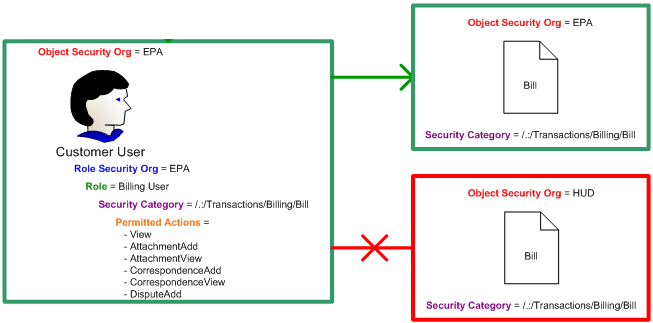 Object Security Org = EPA
Customer User
Role Security Org = EPA
Role = Billing User
Security Category = /.:/Transactions/Billing/Bill
Permitted Actions =
- View
- AttachmentAdd
- AttachmentView
- CorrespondenceAdd
- CorrespondenceView
- DisputeAdd
Object Security Org = EPA
Bill
Security Category = /.:/Transactions/Billing/Bill
Object Security Org = HUD
Bill
Security Category = /.:/Transactions/Billing/Bill